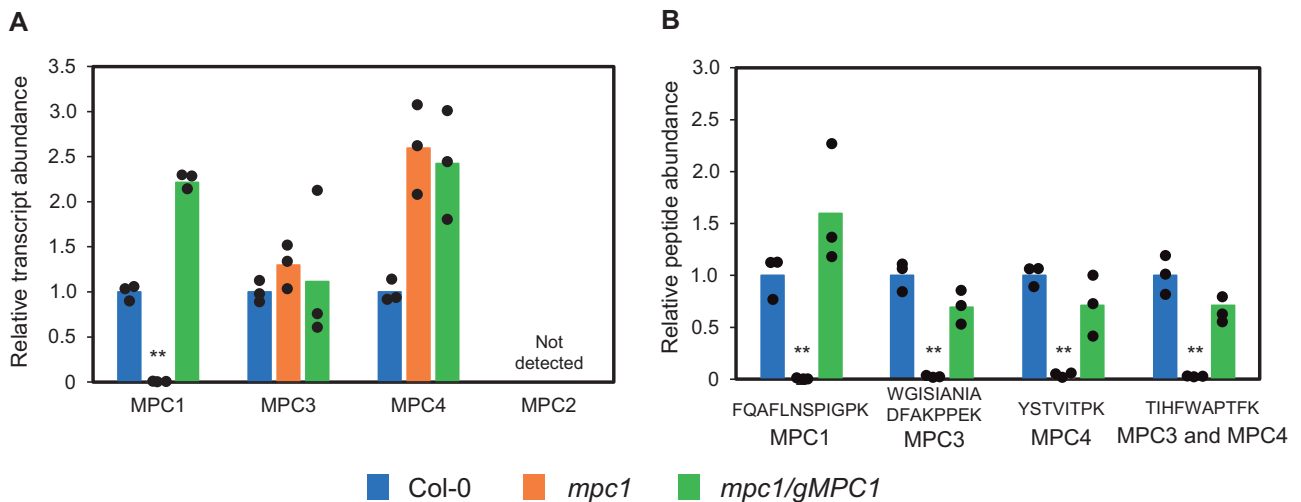 A
Relative transcript abundance
3.5
3.0
2.5
2.0
1.5
1.0
0.5
0
**
Not
detected
MPC1
MPC3
MPC4
MPC2
B
Relative peptide abundance
3.0
2.5
2.0
1.5
1.0
0.5
0
**
**
**
**
FQAFLNSPIGPK
MPC1
WGISIANIA
DFAKPPEK
MPC3
YSTVITPK
MPC4
TIHFWAPTFK
MPC3 and MPC4
Col-0
mpc1
mpc1/gMPC1